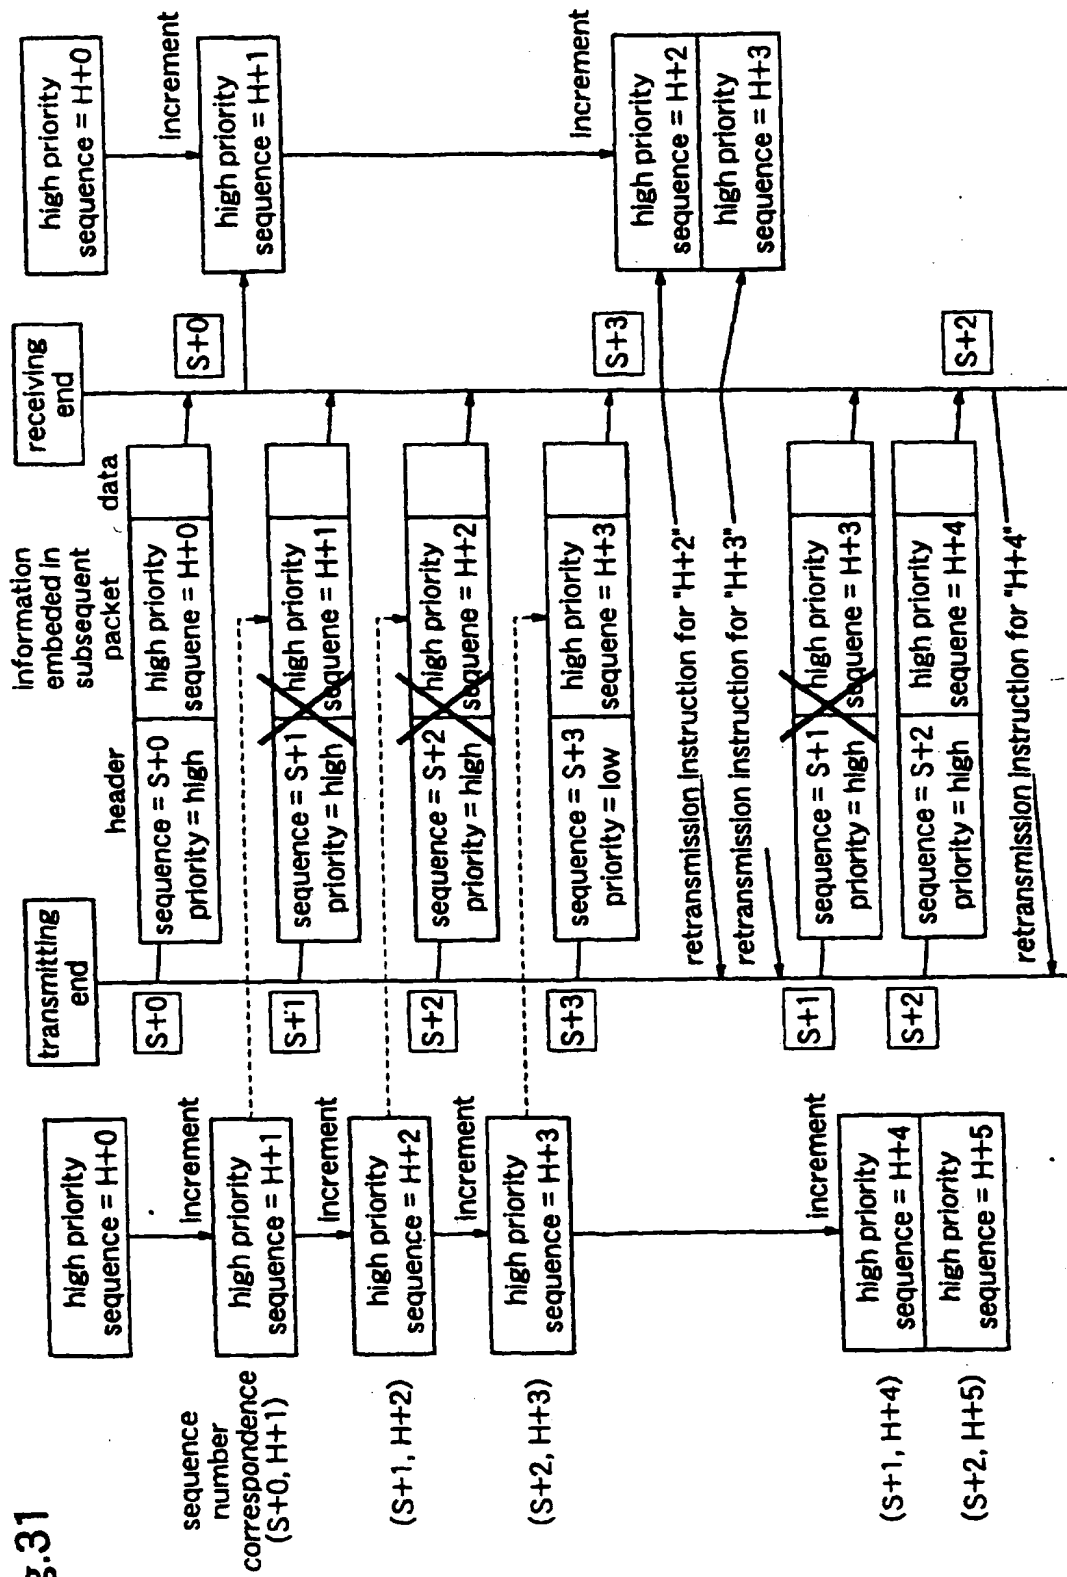 g.31
sequence
number
correspondence
(S+0, H+1)
(S+1, H+2)
(S+2, H+3)
(S+1, H+4)
(S+2, H+5)
high priority
sequence = H+0
increment
high priority
sequence = H+1
increment
high priority
sequence = H+2
increment
high priority
sequence = H+3
increment
high priority
sequence = H+4
high priority
sequence = H+5
transmitting
end
S+0
S+1
S+2
S+3
S+1
S+2
header
information
embeded in
subsequent
packet
data
sequence = S+0
priority = high
high priority
sequene = H+0
sequence = S+1
priority = high
high priority
sequene = H+1
sequence = S+2
priority = high
high priority
sequene = H+2
sequence = S+3
priority = low
high priority
sequene = H+3
retransmission instruction for "H+2"
retransmission instruction for "H+3"
sequence = S+1
priority = high
high priority
sequene = H+3
sequence = S+2
priority = high
high priority
sequene = H+4
retransmission instruction for "H+4"
receiving
end
S+0
S+3
S+2
high priority
sequence = H+0
increment
high priority
sequence = H+1
increment
high priority
sequence = H+2
high priority
sequence = H+3